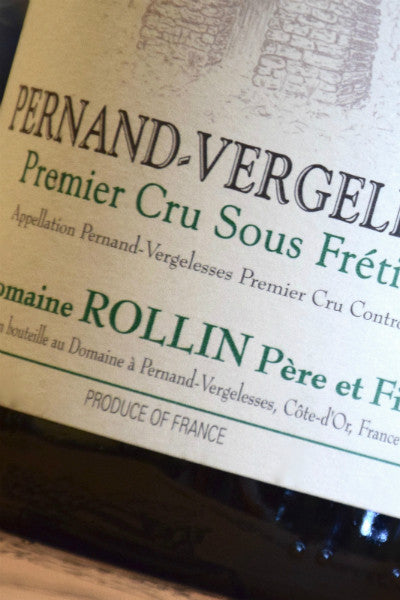 PERNAND-VERGEL
Premier Cru Sous Fréti
Appellation Pernand-Vergelesses Premier Cru Contro
omaine ROLLIN Père et Fi
n bouteille au Domaine à Pernand-Vergelesses, Côte-d'Or, France
PRODUCE OF FRANCE